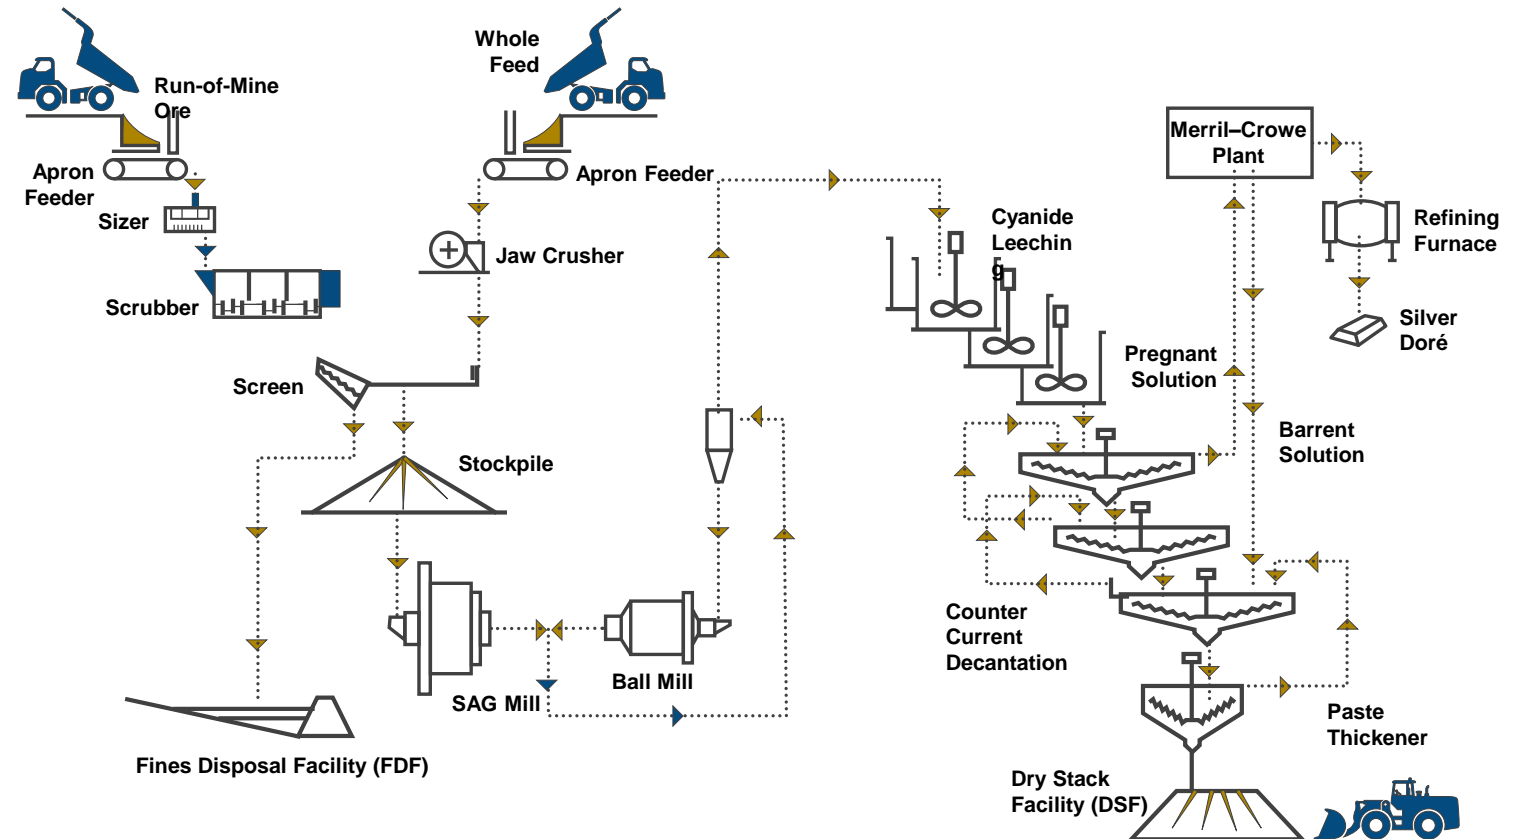 Whole
Feed
Run-of-Mine
Ore
Apron
Feeder
Apron Feeder
Sizer
Jaw Crusher
Scrubber
Screen
Stockpile
SAG Mill
Ball Mill
Fines Disposal Facility (FDF)
Cyanide
Leechin
g
Merril–Crowe
Plant
Refining
Furnace
Silver
Doré
Pregnant
Solution
Barrent
Solution
Counter
Current
Decantation
Paste
Thickener
Dry Stack
Facility (DSF)